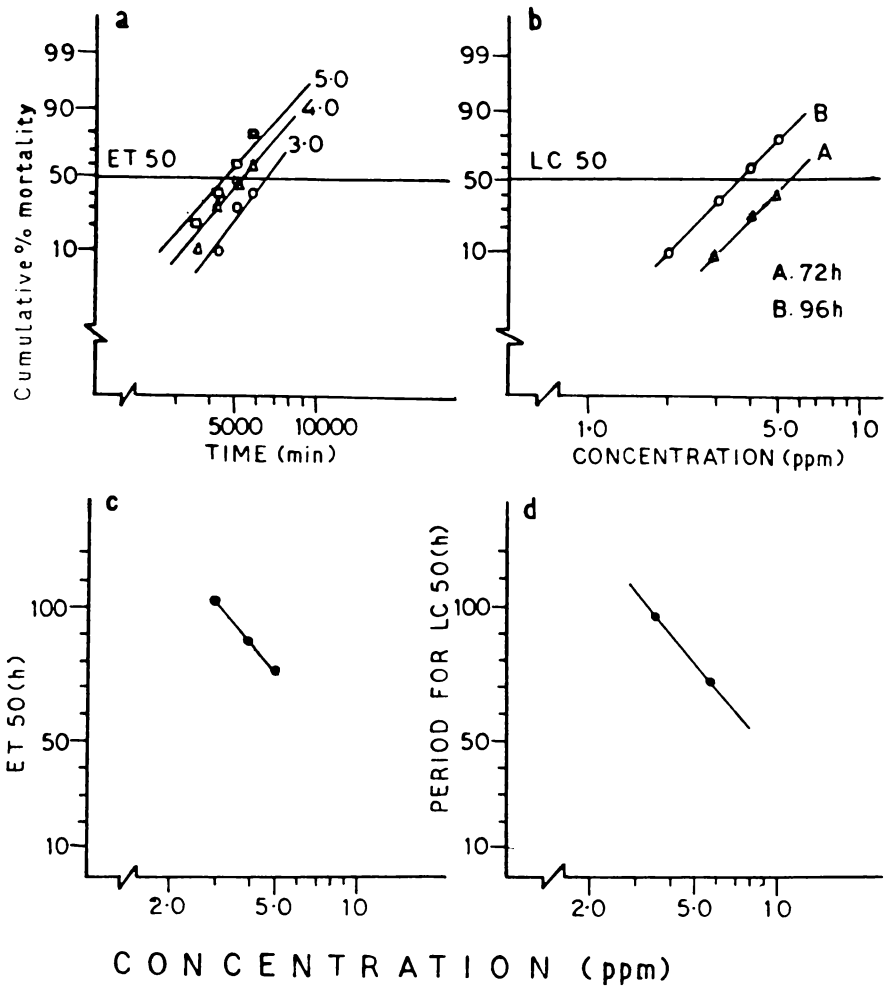 a
Cumulative % mortality
99
90
50
10
ET 50
5·0
4·0
3·0
5000
10000
TIME (min)
b
99
90
50
10
LC 50
B
A
A. 72h
B. 96h
1·0
5·0
10
CONCENTRATION (ppm)
c
ET 50 (h)
100
50
10
2·0
5·0
10
d
PERIOD FOR LC 50 (h)
100
50
10
2·0
5·0
10
CONCENTRATION (ppm)